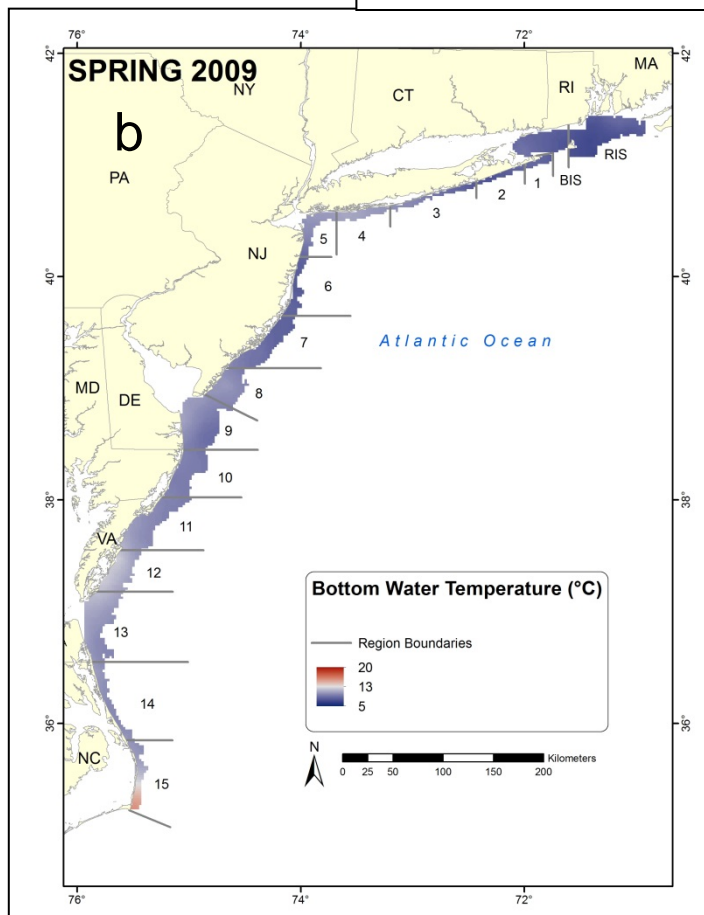 76°
74°
72°
42°
42°
SPRING 2009
b
NY
CT
RI
MA
PA
RIS
BIS
1
2
3
4
5
NJ
40°
40°
6
Atlantic Ocean
7
MD
DE
8
9
10
38°
38°
11
VA
12
Bottom Water Temperature (°C)
13
Region Boundaries
20
13
5
14
36°
36°
N
NC
Kilometers
0 25 50 100 150 200
15
76°
74°
72°